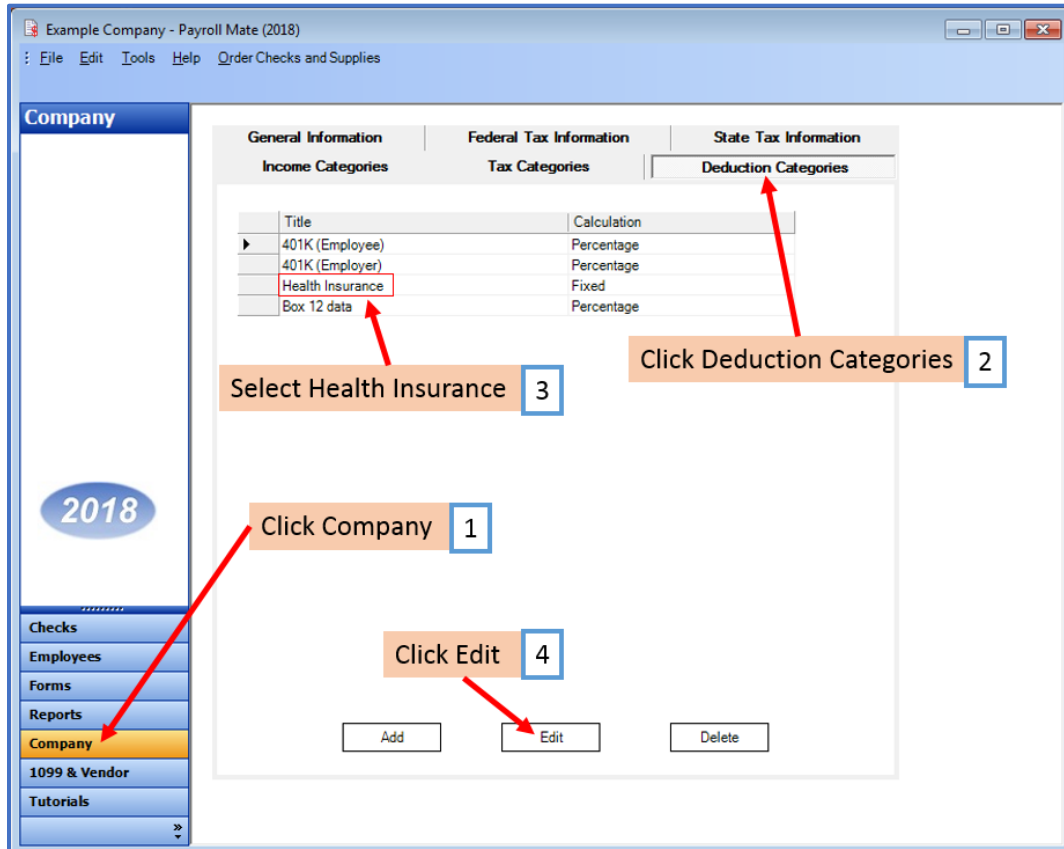 Example Company - Payroll Mate (2018)
File Edit Tools Help Order Checks and Supplies
Company
General Information Federal Tax Information State Tax Information
Income Categories Tax Categories Deduction Categories
Title Calculation
401K (Employee) Percentage
401K (Employer) Percentage
Health Insurance Fixed
Box 12 data Percentage
Click Deduction Categories 2
Select Health Insurance 3
2018
Click Company 1
Checks
Employees
Click Edit 4
Forms
Reports
Company
Add Edit Delete
1099 & Vendor
Tutorials